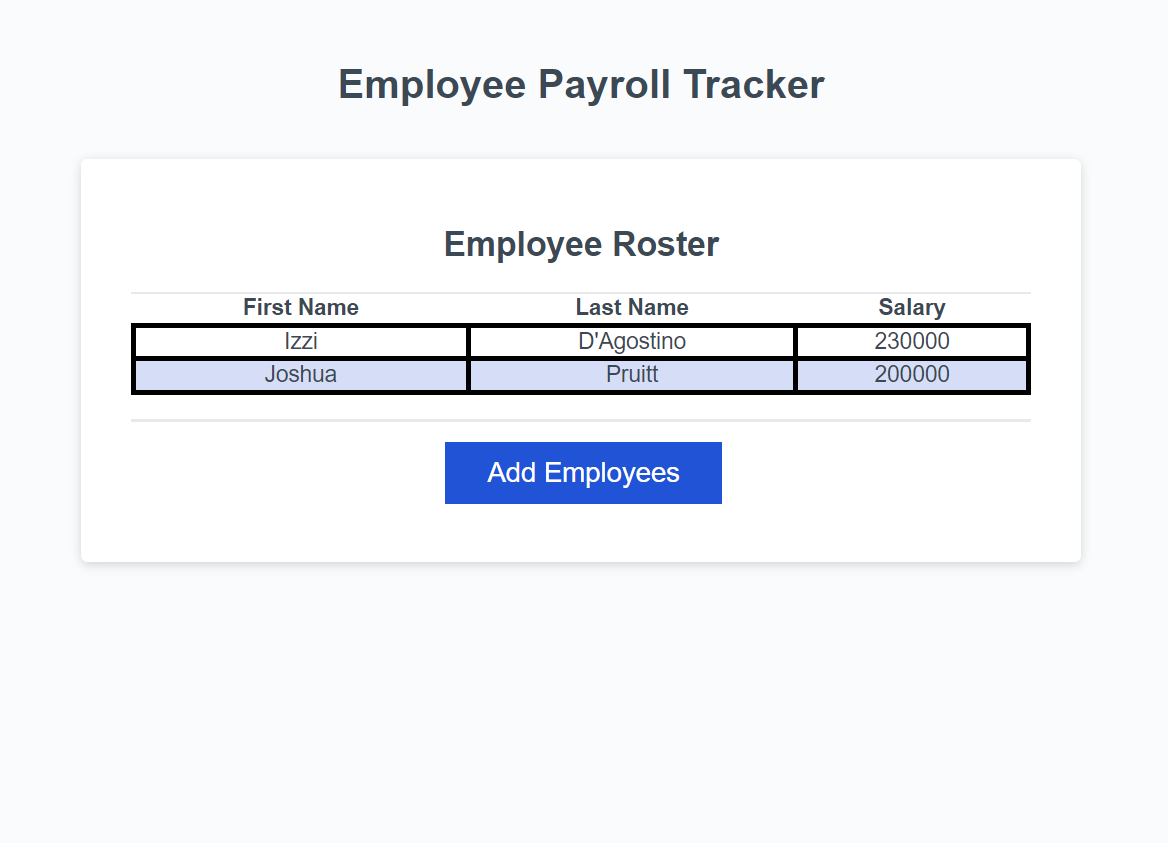 Employee Payroll Tracker
Employee Roster
First Name Last Name Salary
Izzi D'Agostino 230000
Joshua Pruitt 200000
Add Employees